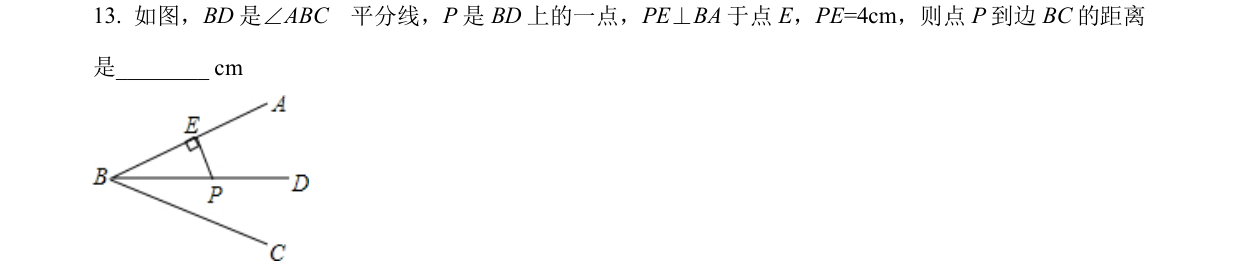 13. 如图，BD 是∠ABC 平分线，P 是 BD 上的一点，PE⊥BA 于点 E，PE=4cm，则点 P 到边 BC 的距离
是________ cm
A
E
B
P
D
C